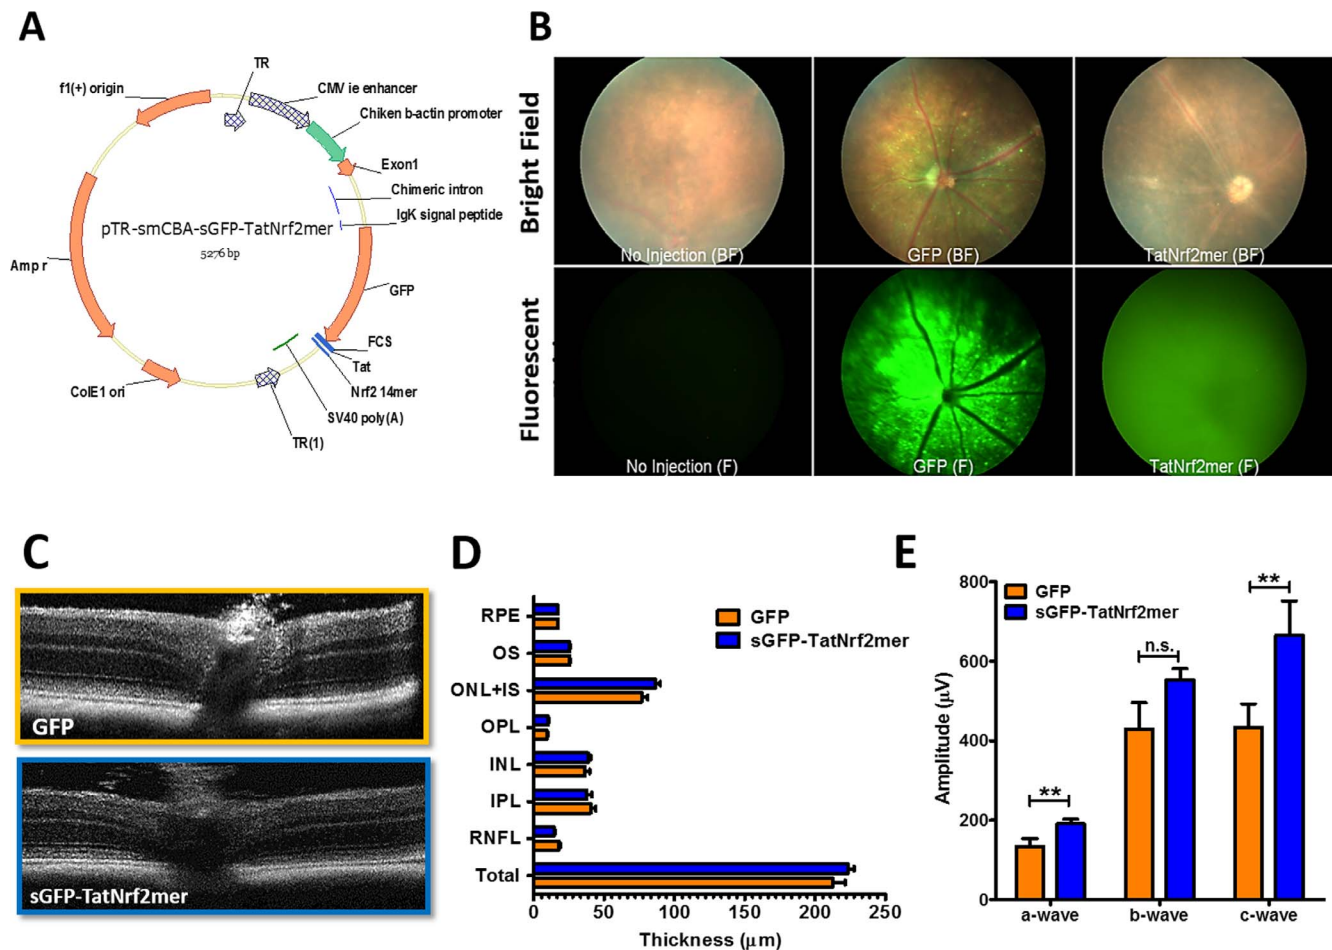 A
TR
f1(+) origin
CMV ie enhancer
Chiken b-actin promoter
Exon1
Chimeric intron
IgK signal peptide
pTR-smCBA-sGFP-TatNrf2mer
5276 bp
Amp r
GFP
FCS
Tat
Nrf2 14mer
ColE1 ori
SV40 poly(A)
TR(1)
B
Bright Field
No Injection (BF)
GFP (BF)
TatNrf2mer (BF)
Fluorescent
No Injection (F)
GFP (F)
TatNrf2mer (F)
C
GFP
sGFP-TatNrf2mer
D
RPE
OS
ONL+IS
OPL
INL
IPL
RNFL
Total
GFP
sGFP-TatNrf2mer
0 50 100 150 200 250
Thickness (μm)
E
GFP
sGFP-TatNrf2mer
800
600
400
200
0
Amplitude (μV)
**
n.s.
**
a-wave b-wave c-wave